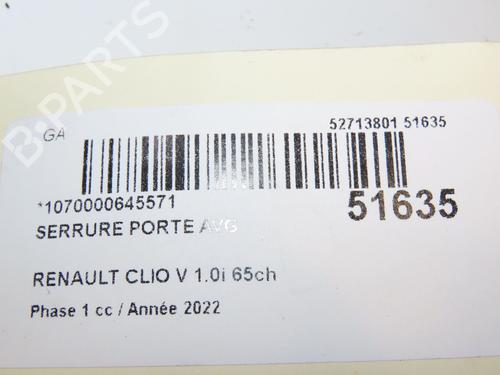 GA
52713801 51635
*1070000645571
51635
SERRURE PORTE AVG
RENAULT CLIO V 1.0i 65ch
Phase 1 cc / Année 2022
B-PARTS